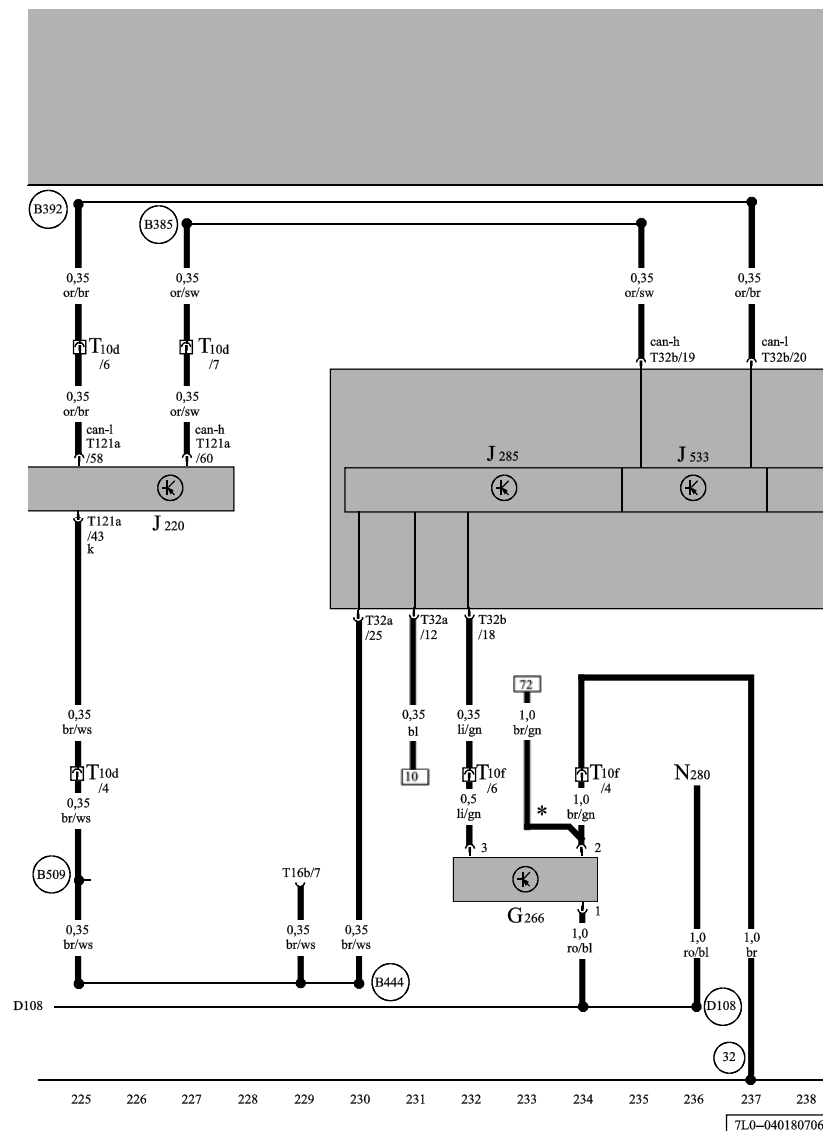 B392
B385
0,35
or/br
0,35
or/sw
0,35
or/sw
0,35
or/br
T10d
/6
T10d
/7
can-h
T32b/19
can-l
T32b/20
0,35
or/br
0,35
or/sw
can-l
T121a
/58
can-h
T121a
/60
J 285
J 533
T121a
/43
k
J 220
T32a
/25
T32a
/12
T32b
/18
72
0,35
br/ws
0,35
bl
0,35
li/gn
1,0
br/gn
T10d
/4
10
T10f
/6
T10f
/4
N280
0,35
br/ws
0,5
li/gn
*
1,0
br/gn
3
2
B509
T16b/7
G266
1
0,35
br/ws
0,35
br/ws
0,35
br/ws
1,0
ro/bl
1,0
ro/bl
1,0
br
B444
D108
D108
32
225 226 227 228 229 230 231 232 233 234 235 236 237 238
7L0–040180706